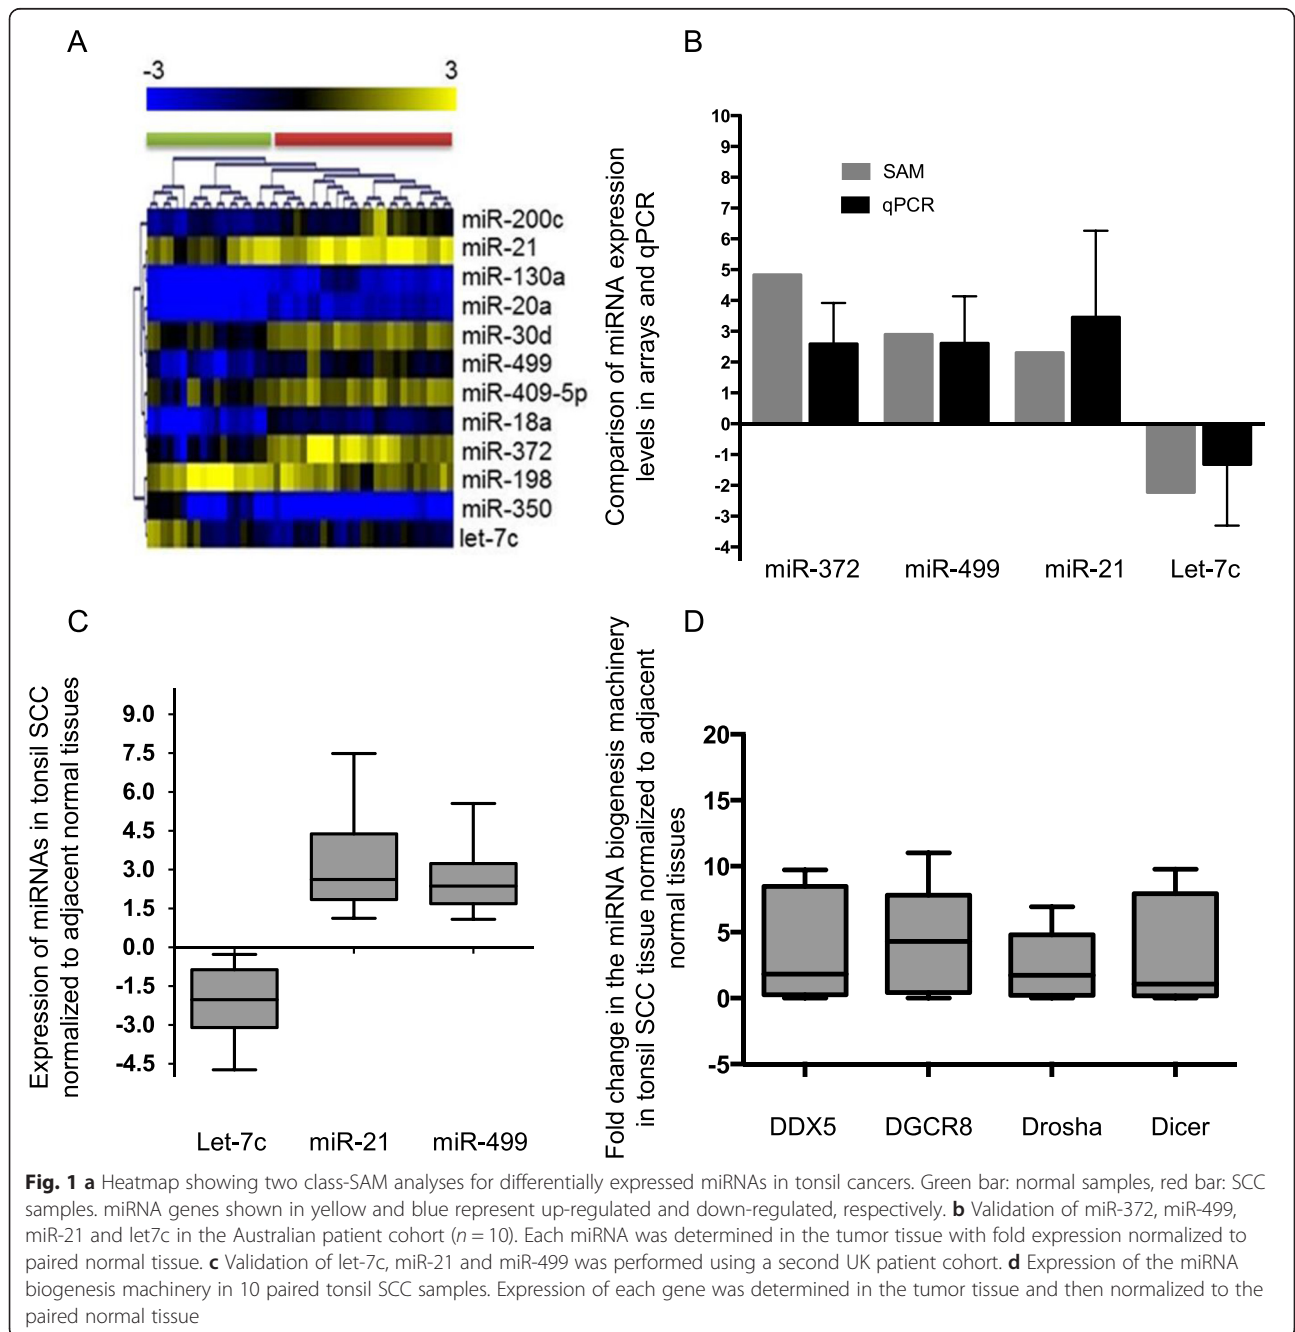 A
-3 3
miR-200c
miR-21
miR-130a
miR-20a
miR-30d
miR-499
miR-409-5p
miR-18a
miR-372
miR-198
miR-350
let-7c
B
Comparison of miRNA expression
levels in arrays and qPCR
10
9
8
7
6
5
4
3
2
1
0
-1
-2
-3
-4
SAM
qPCR
miR-372 miR-499 miR-21 Let-7c
C
Expression of miRNAs in tonsil SCC
normalized to adjacent normal tissues
9.0
7.5
6.0
4.5
3.0
1.5
0.0
-1.5
-3.0
-4.5
Let-7c miR-21 miR-499
D
Fold change in the miRNA biogenesis machinery
in tonsil SCC tissue normalized to adjacent
normal tissues
20
15
10
5
0
-5
DDX5 DGCR8 Drosha Dicer
Fig. 1 a Heatmap showing two class-SAM analyses for differentially expressed miRNAs in tonsil cancers. Green bar: normal samples, red bar: SCC
samples. miRNA genes shown in yellow and blue represent up-regulated and down-regulated, respectively. b Validation of miR-372, miR-499,
miR-21 and let7c in the Australian patient cohort (n = 10). Each miRNA was determined in the tumor tissue with fold expression normalized to
paired normal tissue. c Validation of let-7c, miR-21 and miR-499 was performed using a second UK patient cohort. d Expression of the miRNA
biogenesis machinery in 10 paired tonsil SCC samples. Expression of each gene was determined in the tumor tissue and then normalized to the
paired normal tissue